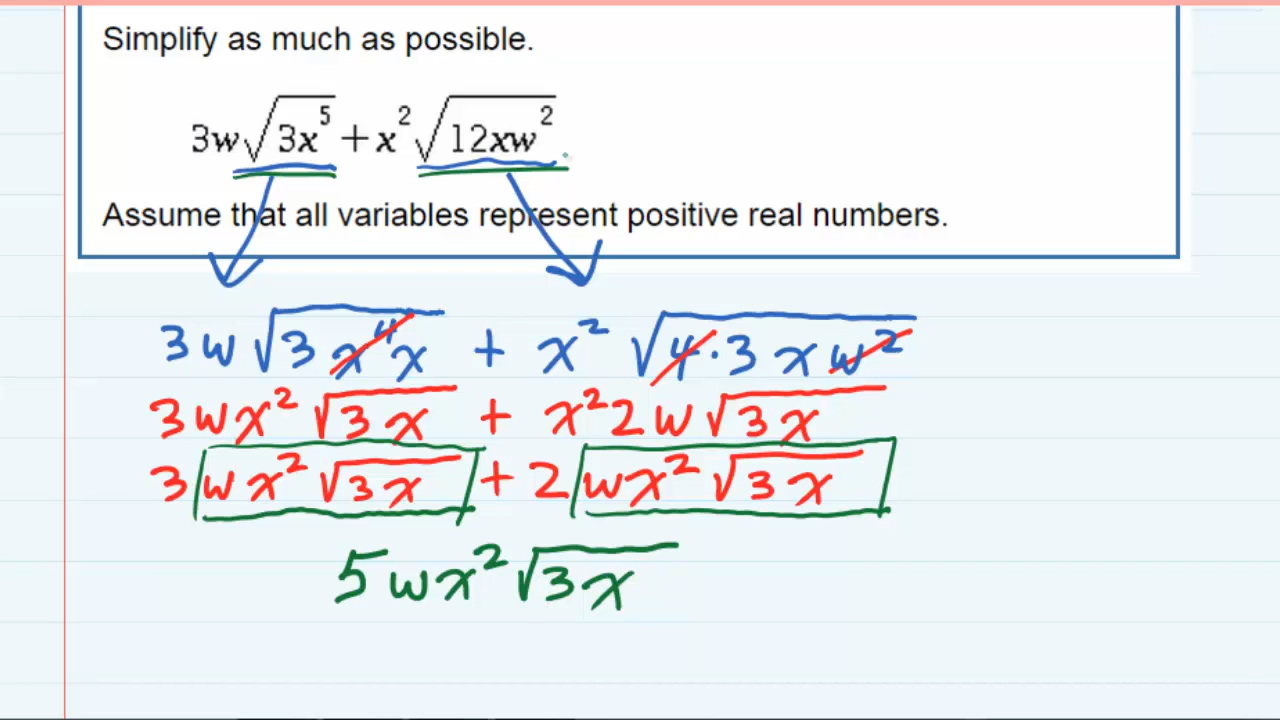 Simplify as much as possible.
3w√(3x⁵) + x²√(12xw²).
Assume that all variables represent positive real numbers.
3w√(3x⁴x) + x²√(4·3xw²)
3wx²√(3x) + x²2w√(3x)
3wx²√(3x) + 2wx²√(3x)
5wx²√(3x)